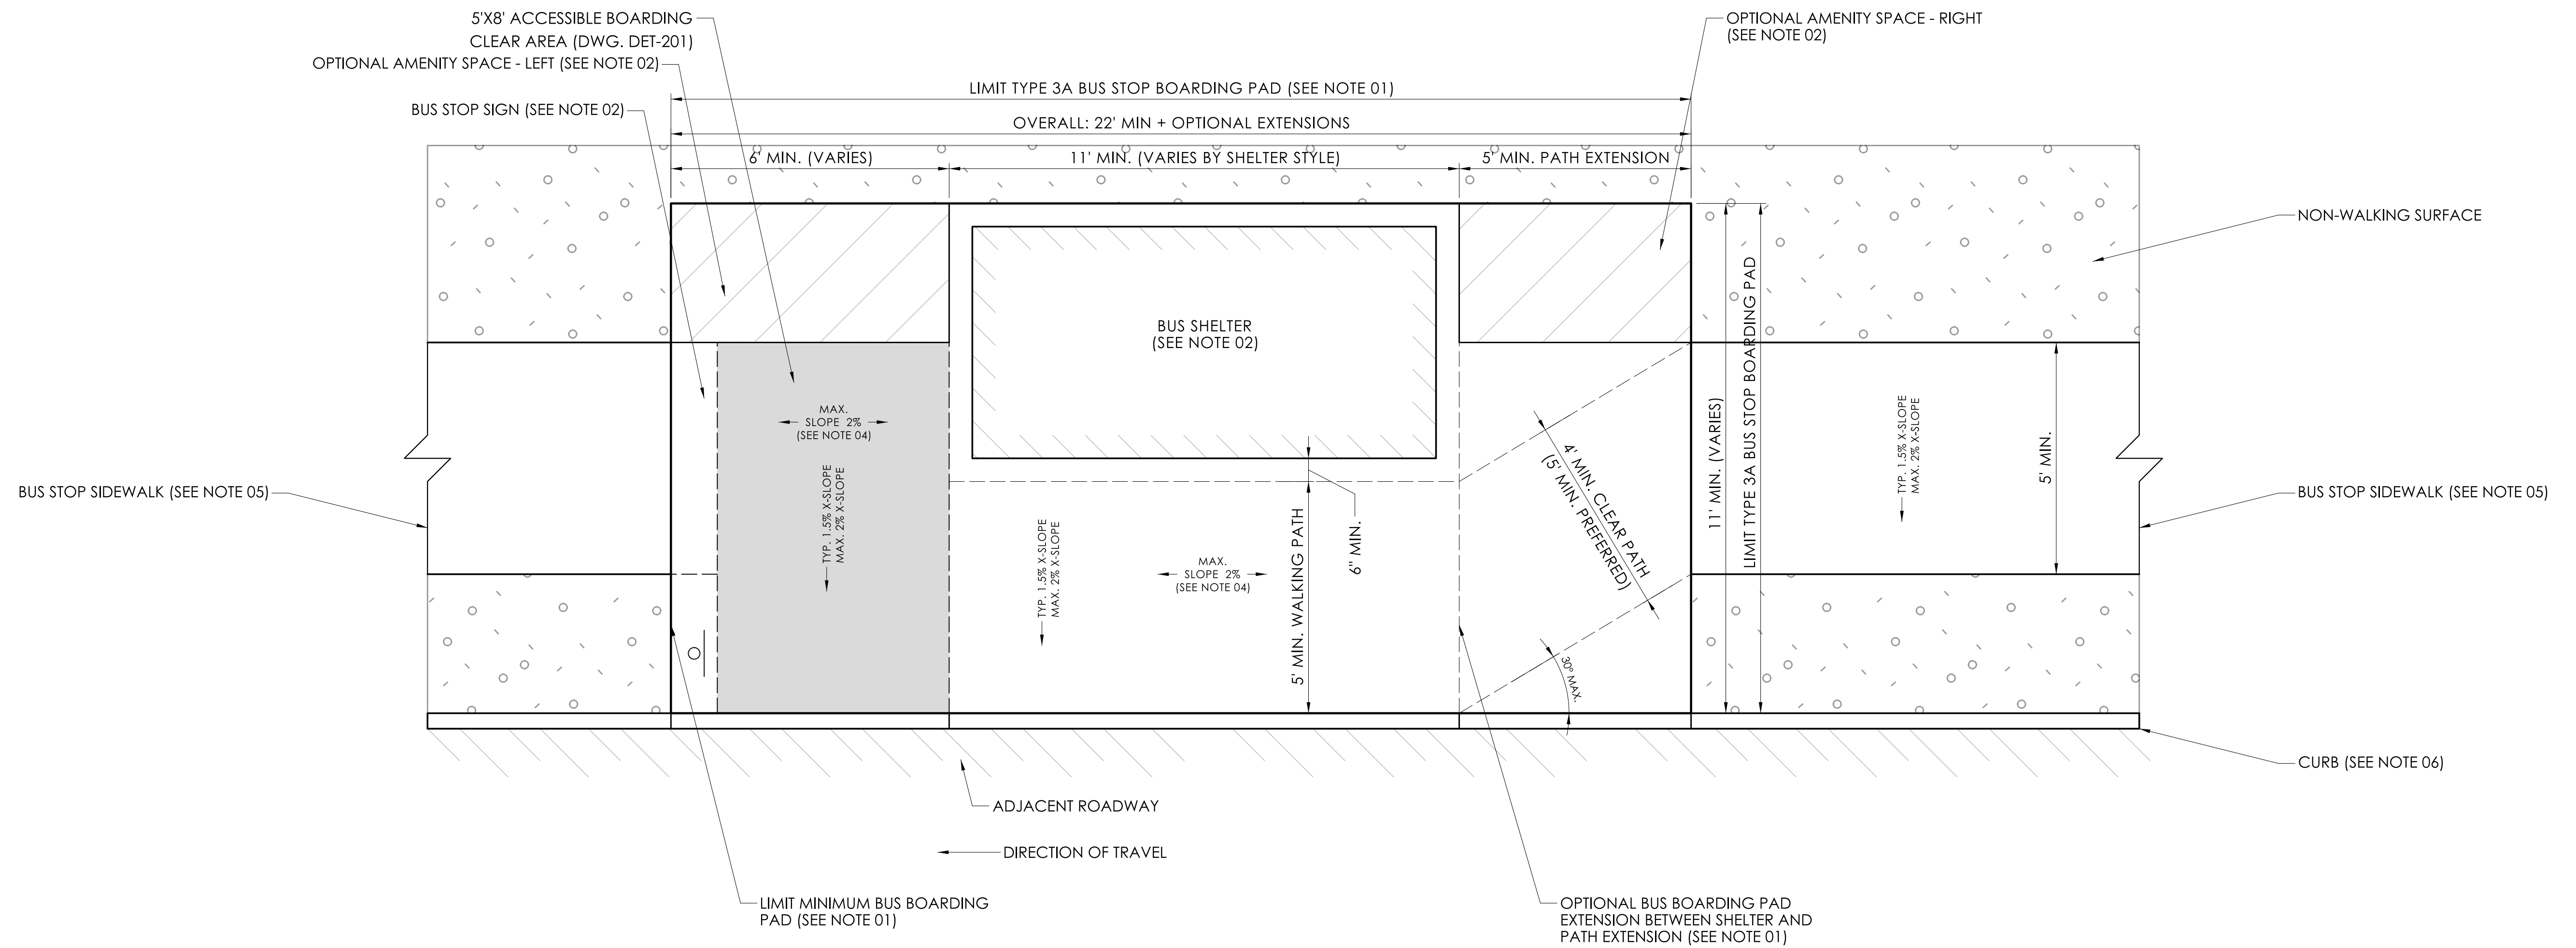 5'X8' ACCESSIBLE BOARDING
CLEAR AREA (DWG. DET-201)
OPTIONAL AMENITY SPACE - LEFT (SEE NOTE 02)
BUS STOP SIGN (SEE NOTE 02)
OPTIONAL AMENITY SPACE - RIGHT
(SEE NOTE 02)
LIMIT TYPE 3A BUS STOP BOARDING PAD (SEE NOTE 01)
OVERALL: 22' MIN + OPTIONAL EXTENSIONS
6' MIN. (VARIES)
11' MIN. (VARIES BY SHELTER STYLE)
5' MIN. PATH EXTENSION
NON-WALKING SURFACE
BUS SHELTER
(SEE NOTE 02)
MAX.
SLOPE 2%
(SEE NOTE 04)
TYP. 1.5% X-SLOPE
MAX. 2% X-SLOPE
BUS STOP SIDEWALK (SEE NOTE 05)
TYP. 1.5% X-SLOPE
MAX. 2% X-SLOPE
MAX.
SLOPE 2%
(SEE NOTE 04)
5' MIN. WALKING PATH
6" MIN.
4' MIN. CLEAR PATH
(5' MIN. PREFERRED)
30° MAX.
11' MIN. (VARIES)
LIMIT TYPE 3A BUS STOP BOARDING PAD
TYP. 1.5% X-SLOPE
MAX. 2% X-SLOPE
5' MIN.
BUS STOP SIDEWALK (SEE NOTE 05)
CURB (SEE NOTE 06)
ADJACENT ROADWAY
DIRECTION OF TRAVEL
LIMIT MINIMUM BUS BOARDING
PAD (SEE NOTE 01)
OPTIONAL BUS BOARDING PAD
EXTENSION BETWEEN SHELTER AND
PATH EXTENSION (SEE NOTE 01)